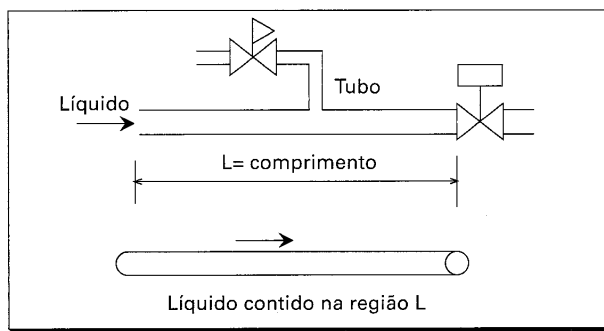 Tubo
Líquido
L= comprimento
Líquido contido na região L